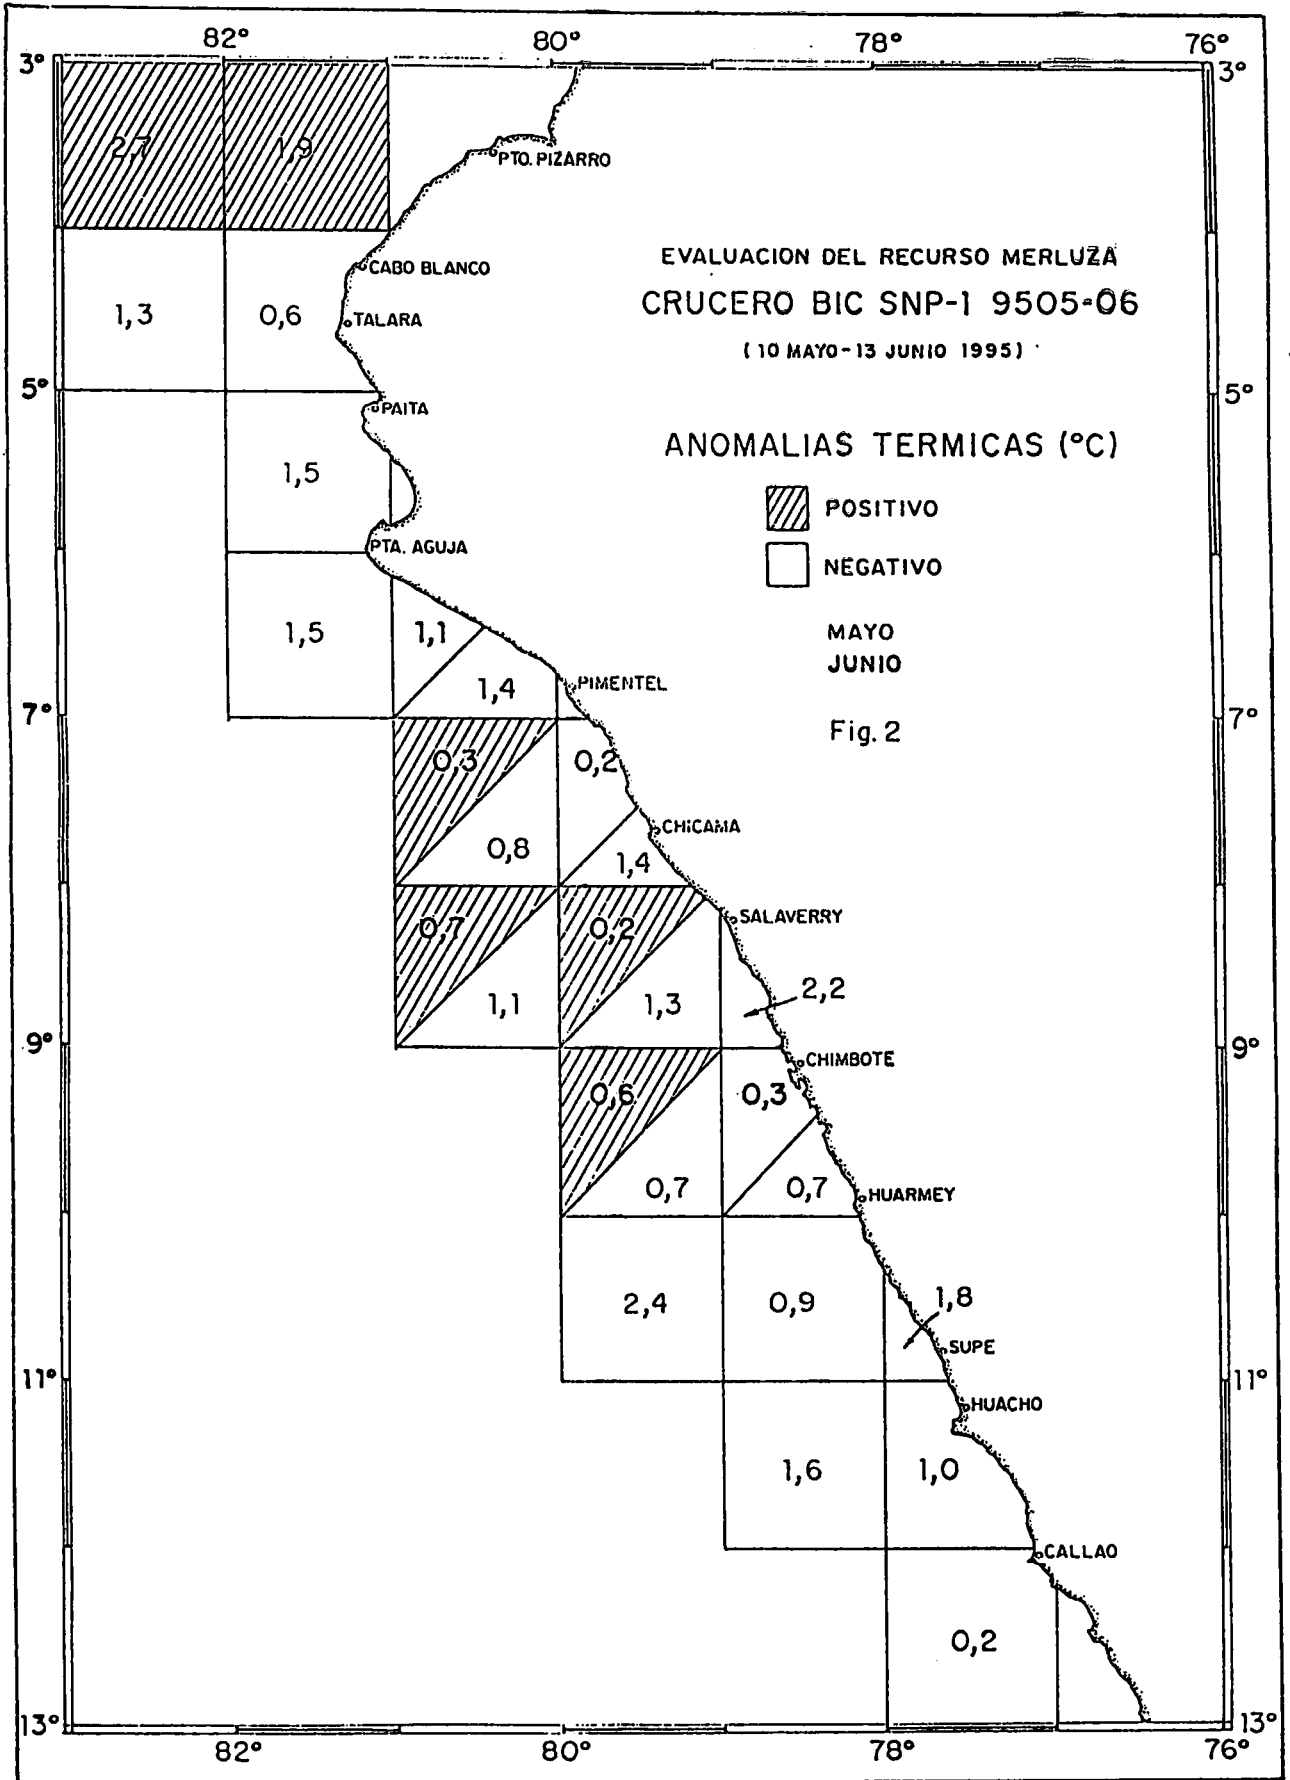 82° 80° 78° 76°
3° 3°
2,7 1,9
PTO. PIZARRO
EVALUACION DEL RECURSO MERLUZA
CABO BLANCO
CRUCERO BIC SNP-1 9505-06
1,3 0,6 TALARA
(10 MAYO-13 JUNIO 1995)
5° 5°
PAITA
ANOMALIAS TERMICAS (°C)
1,5
POSITIVO
PTA. AGUJA
NEGATIVO
1,5 1,1 MAYO
JUNIO
1,4 PIMENTEL
7° 7°
Fig. 2
0,3 0,2
CHICAMA
0,8 1,4
SALAVERRY
0,7 0,2
2,2
1,1 1,3
9° 9°
CHIMBOTE
0,6 0,3
0,7 0,7 HUARMEY
2,4 0,9 1,8
SUPE
11° 11°
HUACHO
1,6 1,0
CALLAO
0,2
13° 13°
82° 80° 78° 76°